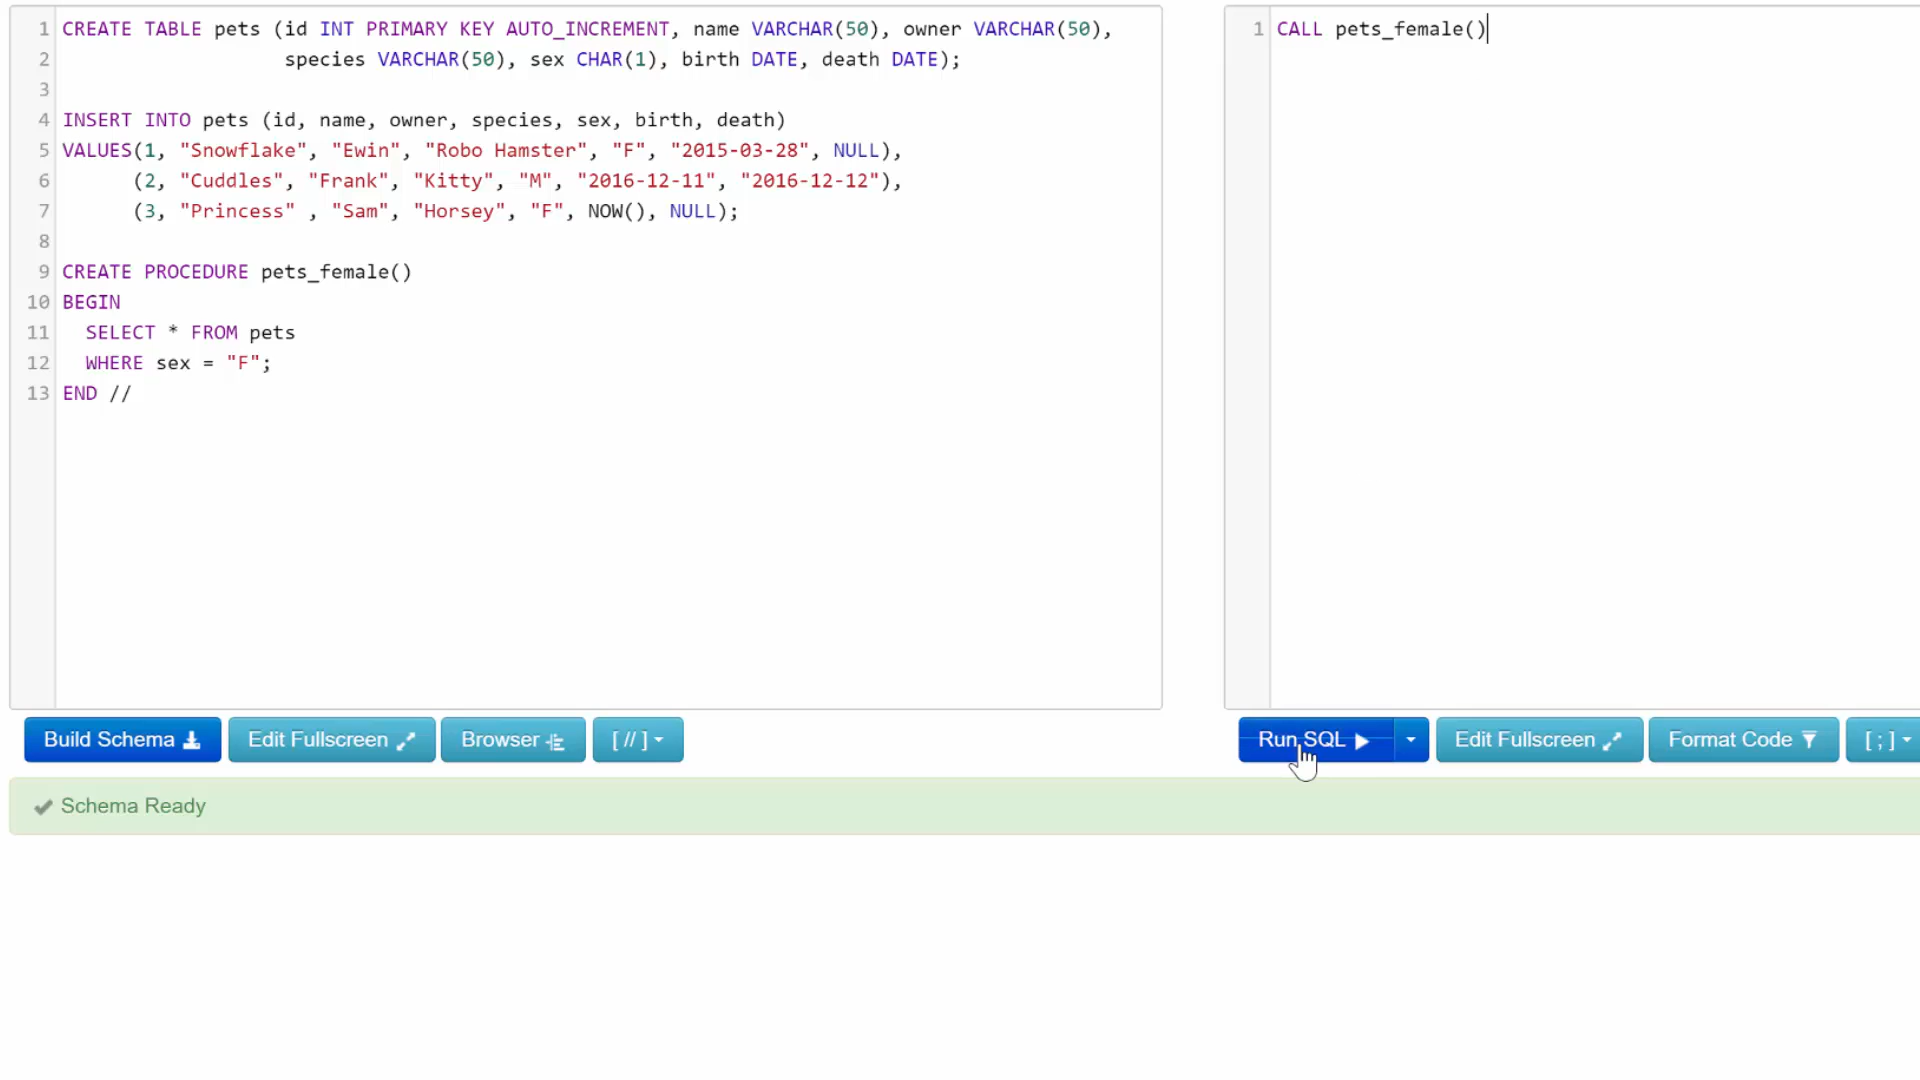 1 CREATE TABLE pets (id INT PRIMARY KEY AUTO_INCREMENT, name VARCHAR(50), owner VARCHAR(50),
2 species VARCHAR(50), sex CHAR(1), birth DATE, death DATE);
3
4 INSERT INTO pets (id, name, owner, species, sex, birth, death)
5 VALUES(1, "Snowflake", "Ewin", "Robo Hamster", "F", "2015-03-28", NULL),
6 (2, "Cuddles", "Frank", "Kitty", "M", "2016-12-11", "2016-12-12"),
7 (3, "Princess" , "Sam", "Horsey", "F", NOW(), NULL);
8
9 CREATE PROCEDURE pets_female()
10 BEGIN
11 SELECT * FROM pets
12 WHERE sex = "F";
13 END //
1 CALL pets_female()
Build Schema Edit Fullscreen Browser [ // ]
Run SQL Edit Fullscreen Format Code [ ; ]
Schema Ready